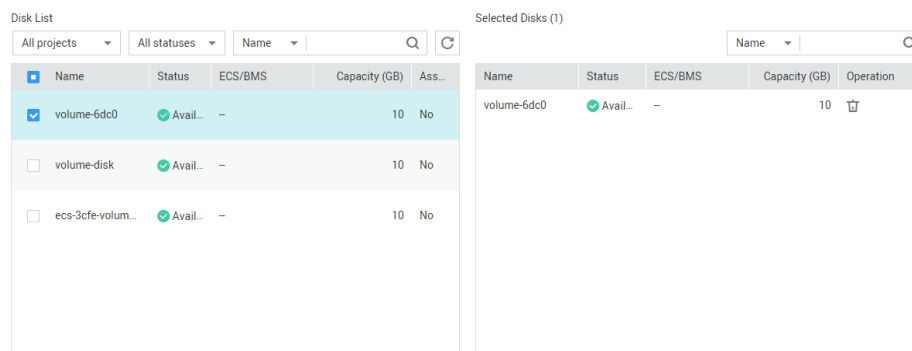 Disk List
All projects All statuses Name
Name Status ECS/BMS Capacity (GB) Ass...
volume-6dc0 Avail... -- 10 No
volume-disk Avail... -- 10 No
ecs-3cfe-volum... Avail... -- 10 No
Selected Disks (1)
Name
Name Status ECS/BMS Capacity (GB) Operation
volume-6dc0 Avail... -- 10